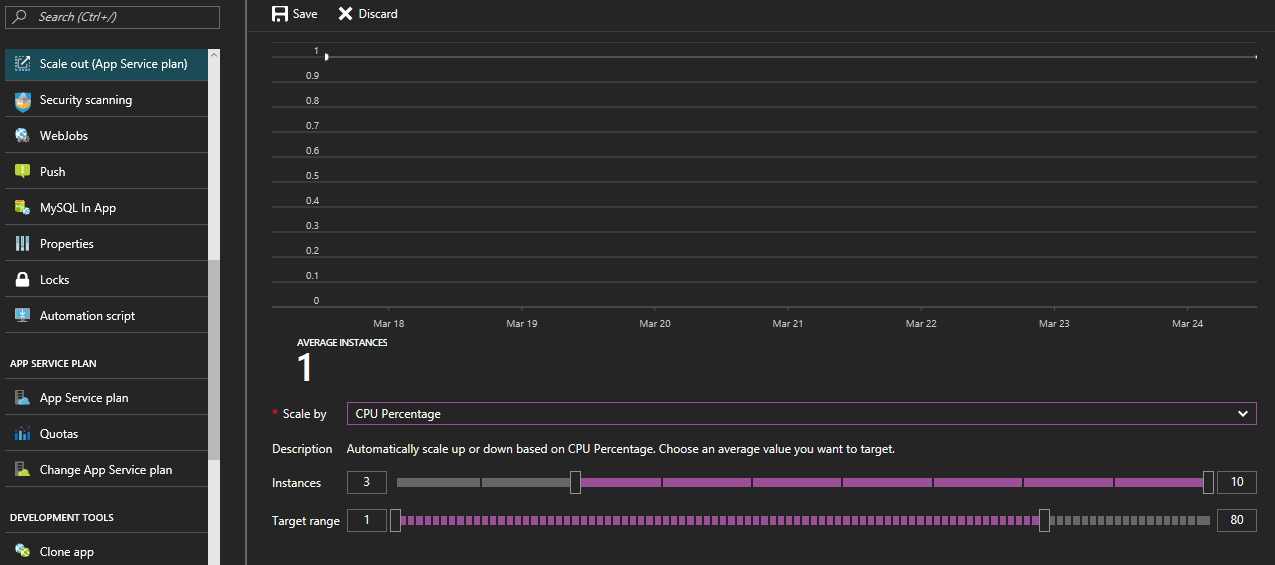 Search (Ctrl+/)
Scale out (App Service plan)
Security scanning
WebJobs
Push
MySQL In App
Properties
Locks
Automation script
APP SERVICE PLAN
App Service plan
Quotas
Change App Service plan
DEVELOPMENT TOOLS
Clone app
Save Discard
1
0.9
0.8
0.7
0.6
0.5
0.4
0.3
0.2
0.1
0
Mar 18 Mar 19 Mar 20 Mar 21 Mar 22 Mar 23 Mar 24
AVERAGE INSTANCES
1
* Scale by CPU Percentage
Description Automatically scale up or down based on CPU Percentage. Choose an average value you want to target.
Instances 3 10
Target range 1 80